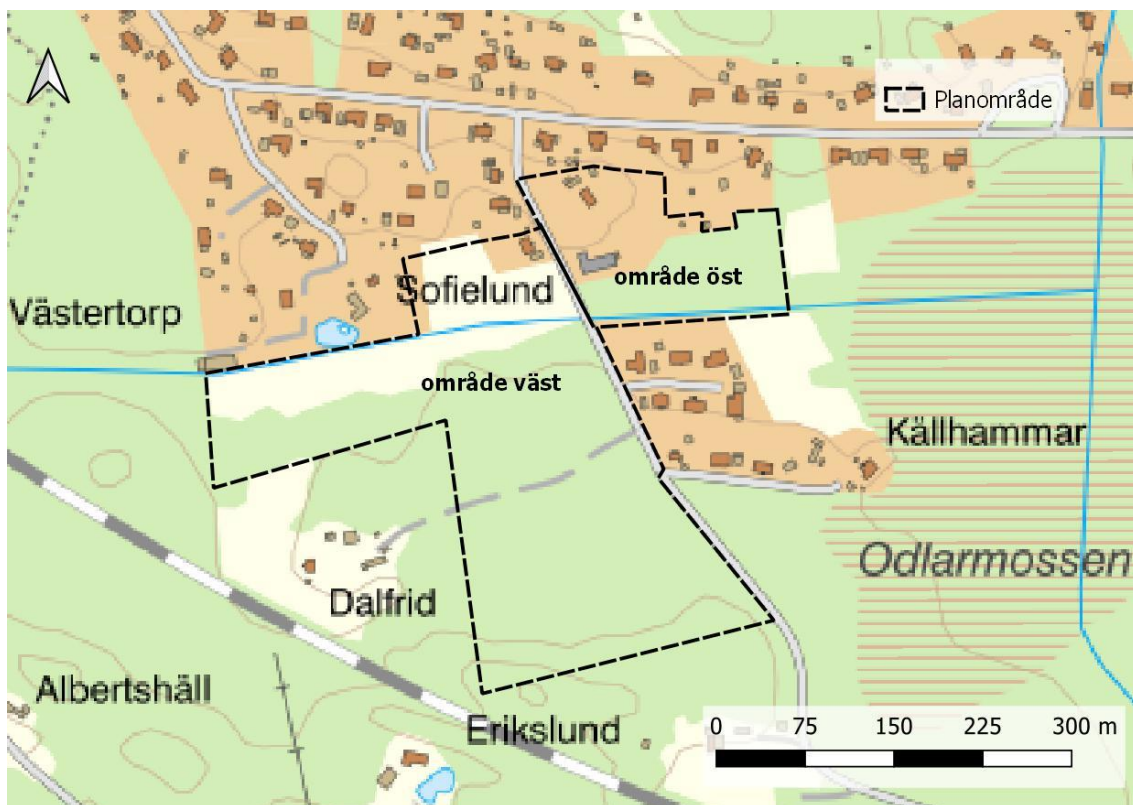 Planområde
område öst
Sofielund
Västertorp
område väst
Källhammar
Odlarmossen
Dalfrid
Albertshäll
Erikslund
0 75 150 225 300 m